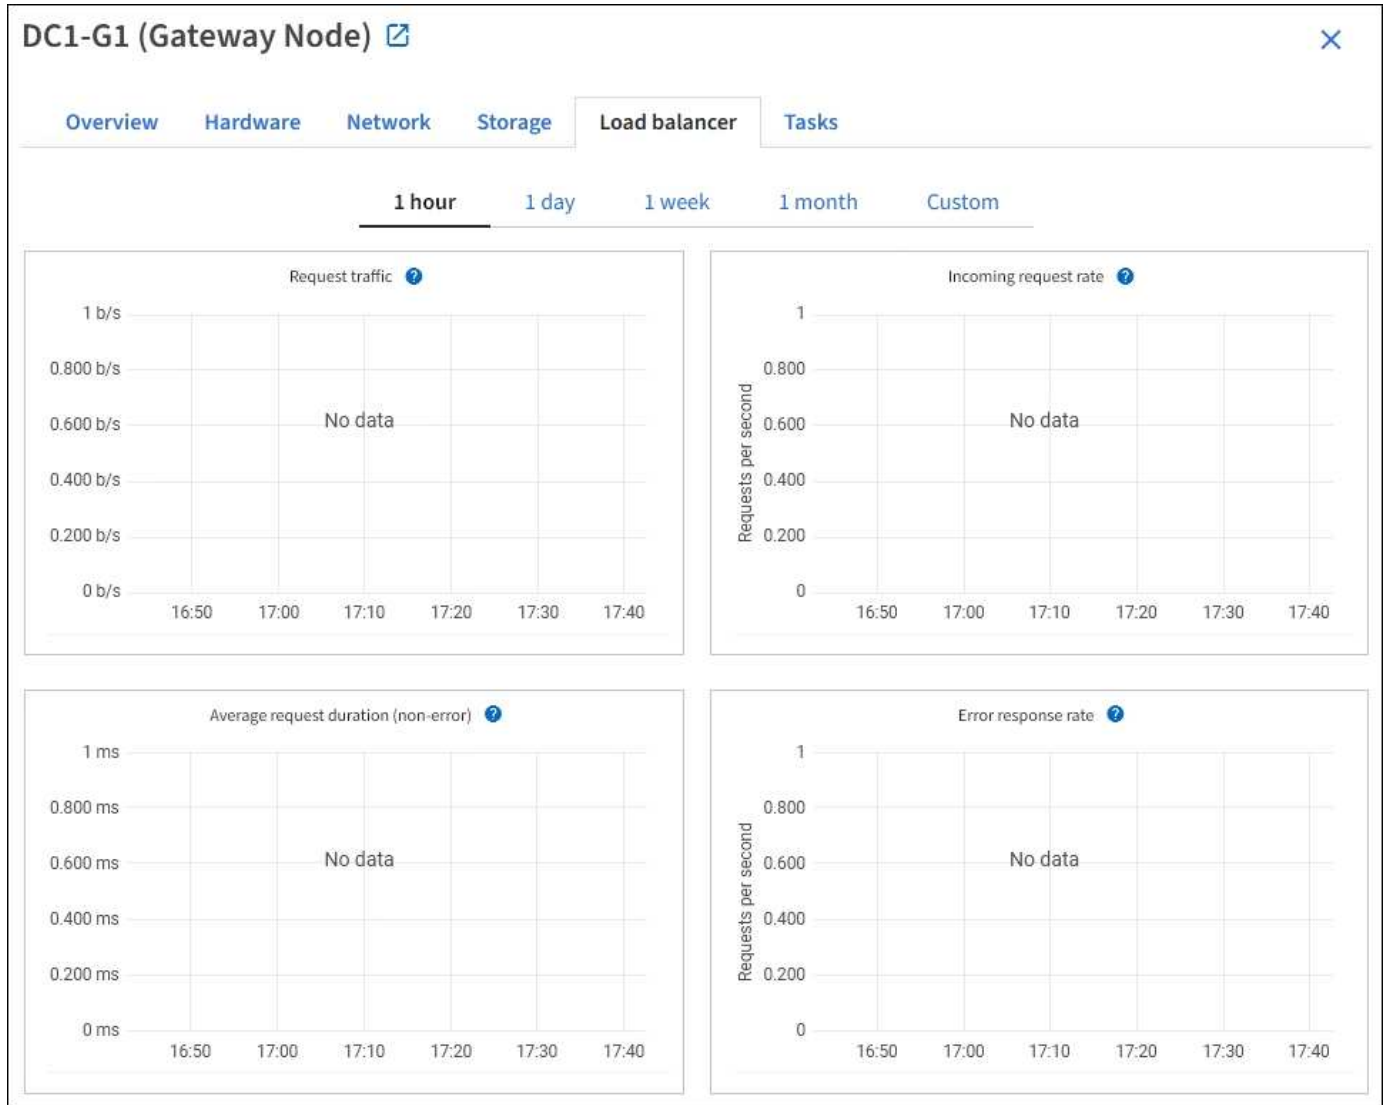 DC1-G1 (Gateway Node)
Overview Hardware Network Storage Load balancer Tasks
1 hour 1 day 1 week 1 month Custom
Request traffic
1 b/s
0.800 b/s
0.600 b/s
0.400 b/s
0.200 b/s
0 b/s
No data
16:50 17:00 17:10 17:20 17:30 17:40
Incoming request rate
Requests per second
1
0.800
0.600
0.400
0.200
0
No data
16:50 17:00 17:10 17:20 17:30 17:40
Average request duration (non-error)
1 ms
0.800 ms
0.600 ms
0.400 ms
0.200 ms
0 ms
No data
16:50 17:00 17:10 17:20 17:30 17:40
Error response rate
Requests per second
1
0.800
0.600
0.400
0.200
0
No data
16:50 17:00 17:10 17:20 17:30 17:40